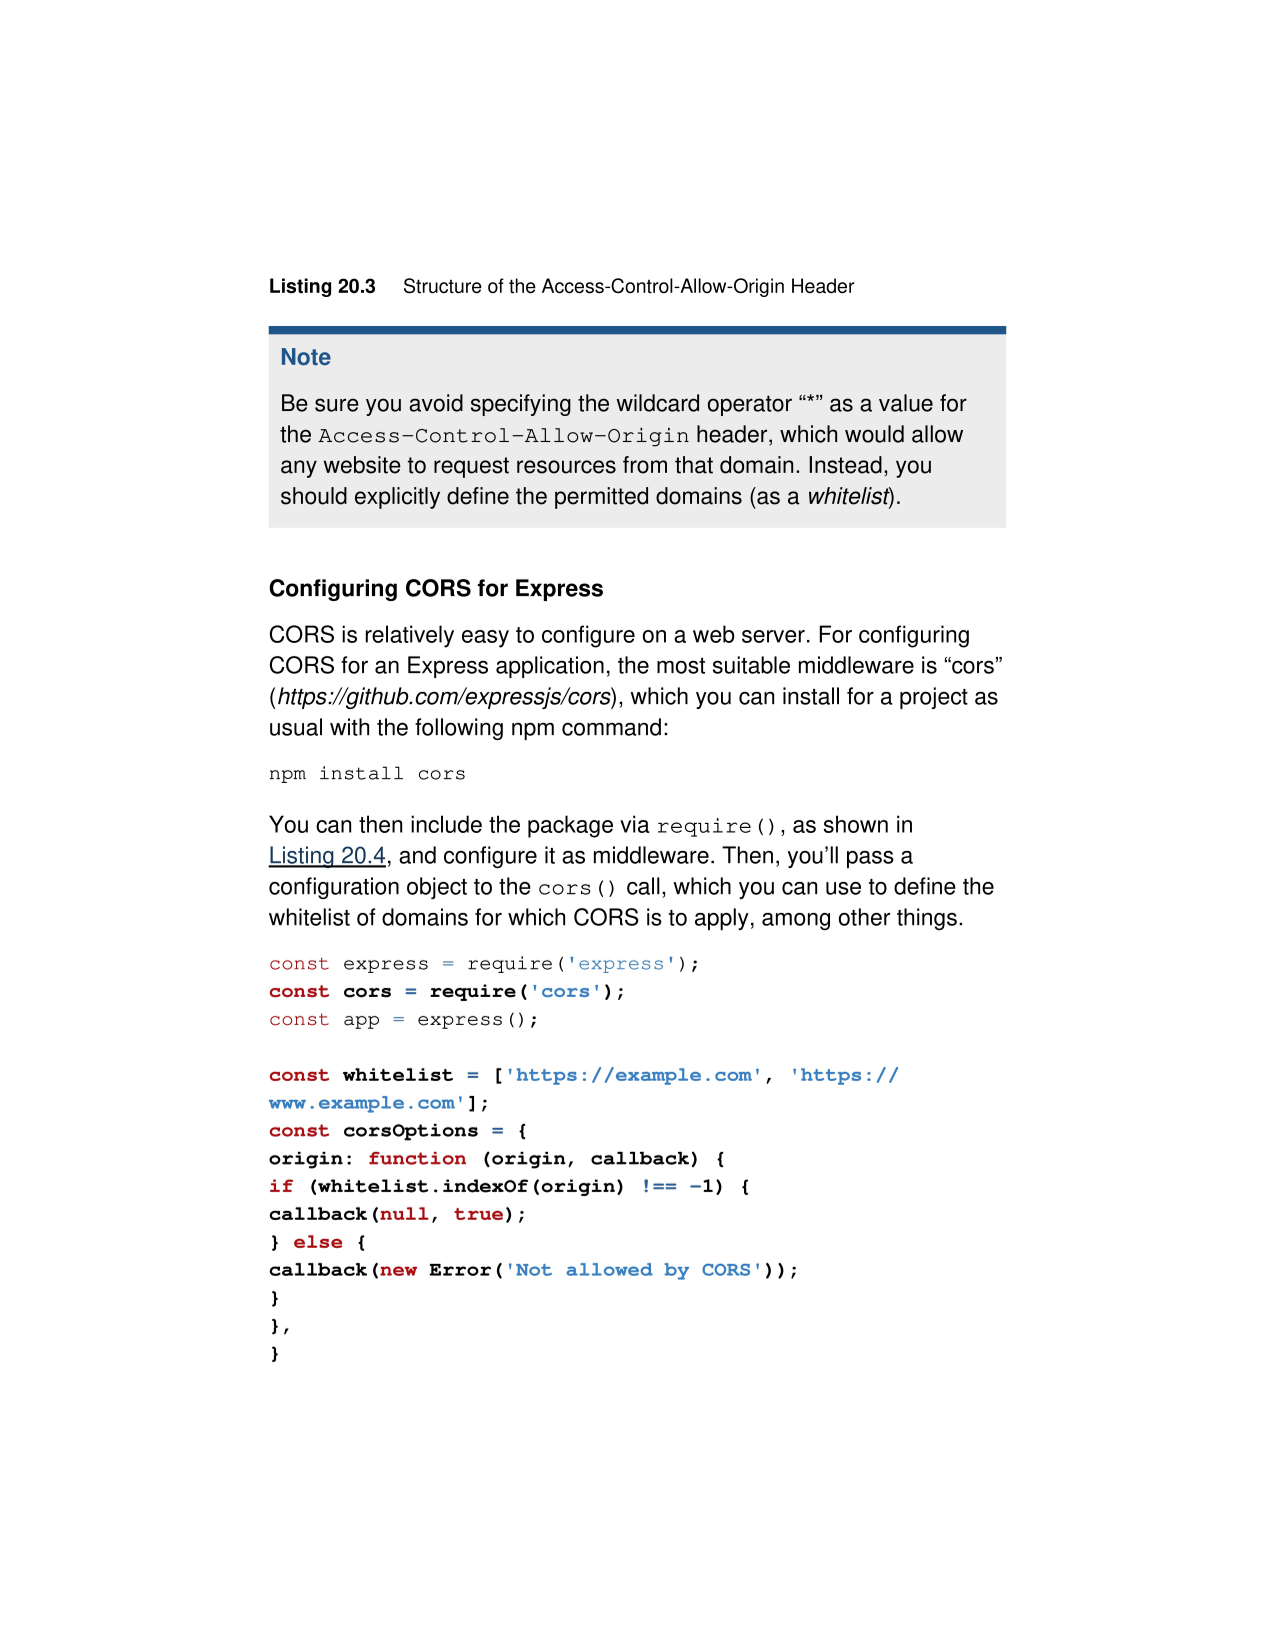 Listing 20.3 Structure of the Access-Control-Allow-Origin Header
Note
Be sure you avoid specifying the wildcard operator “*” as a value for
the Access-Control-Allow-Origin header, which would allow
any website to request resources from that domain. Instead, you
should explicitly define the permitted domains (as a whitelist).
Configuring CORS for Express
CORS is relatively easy to configure on a web server. For configuring
CORS for an Express application, the most suitable middleware is “cors”
(https://github.com/expressjs/cors), which you can install for a project as
usual with the following npm command:
npm install cors
You can then include the package via require(), as shown in
Listing 20.4, and configure it as middleware. Then, you’ll pass a
configuration object to the cors() call, which you can use to define the
whitelist of domains for which CORS is to apply, among other things.
const express = require('express');
const cors = require('cors');
const app = express();
const whitelist = ['https://example.com', 'https://
www.example.com'];
const corsOptions = {
origin: function (origin, callback) {
if (whitelist.indexOf(origin) !== -1) {
callback(null, true);
} else {
callback(new Error('Not allowed by CORS'));
}
},
}